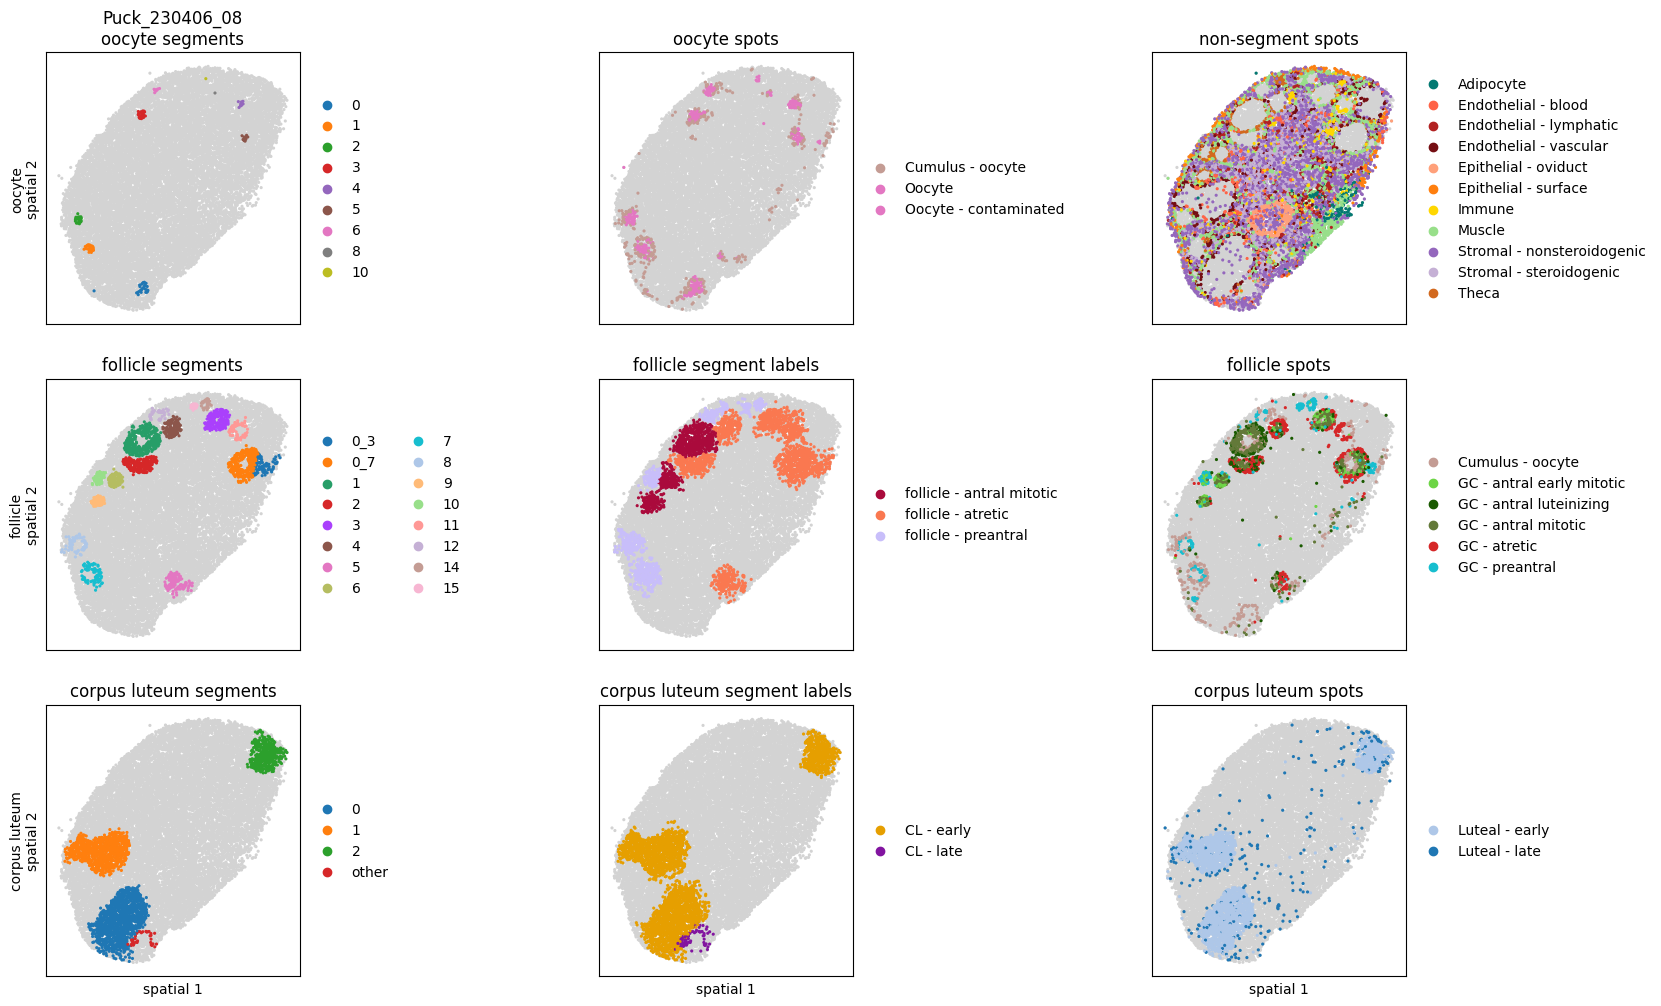 Puck_230406_08
oocyte segments
oocyte
spatial 2
0
1
2
3
4
5
6
8
10
oocyte spots
Cumulus - oocyte
Oocyte
Oocyte - contaminated
non-segment spots
Adipocyte
Endothelial - blood
Endothelial - lymphatic
Endothelial - vascular
Epithelial - oviduct
Epithelial - surface
Immune
Muscle
Stromal - nonsteroidogenic
Stromal - steroidogenic
Theca
follicle segments
follicle
spatial 2
0_3
0_7
1
2
3
4
5
6
7
8
9
10
11
12
14
15
follicle segment labels
follicle - antral mitotic
follicle - atretic
follicle - preantral
follicle spots
Cumulus - oocyte
GC - antral early mitotic
GC - antral luteinizing
GC - antral mitotic
GC - atretic
GC - preantral
corpus luteum segments
corpus luteum
spatial 2
spatial 1
0
1
2
other
corpus luteum segment labels
spatial 1
CL - early
CL - late
corpus luteum spots
spatial 1
Luteal - early
Luteal - late